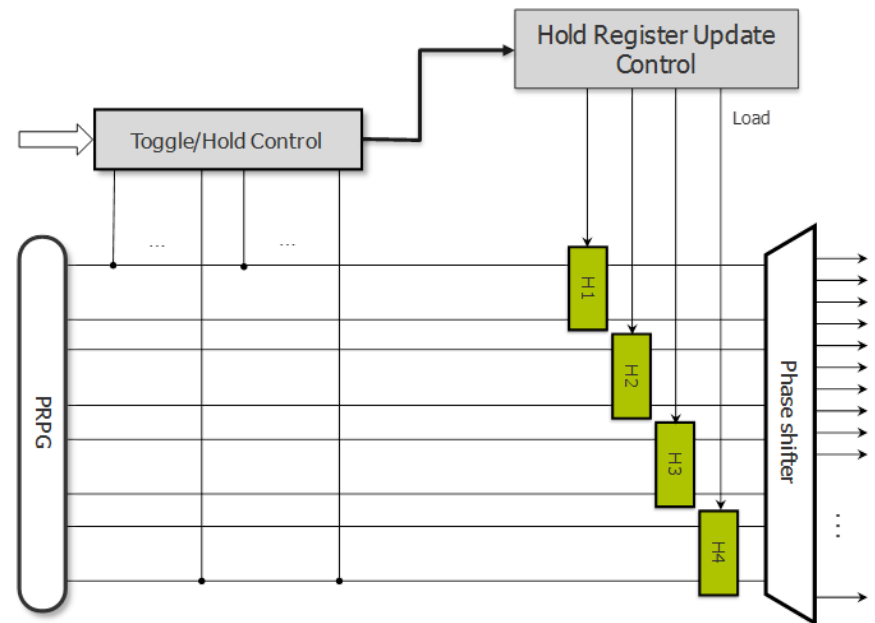 Hold Register Update
Control
Toggle/Hold Control
Load
...
...
H1
H2
H3
H4
PRPG
Phase shifter
...